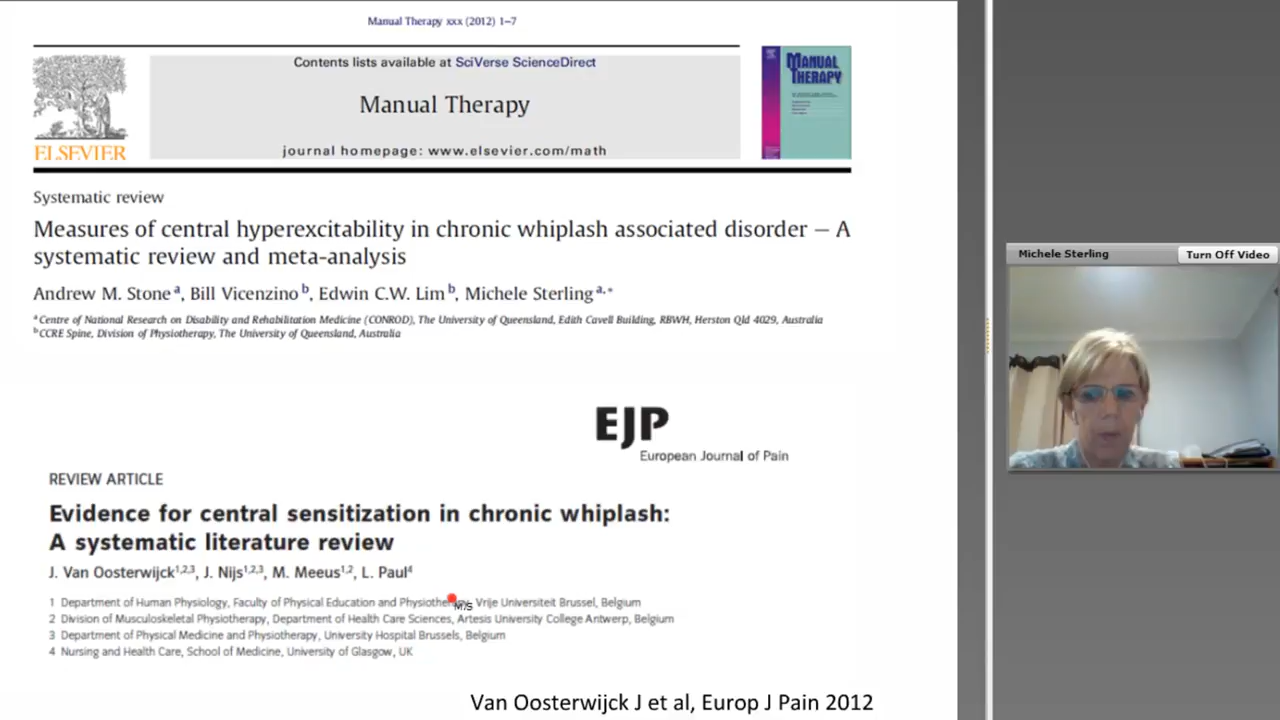 Manual Therapy xxx (2012) 1–7
Contents lists available at SciVerse ScienceDirect
Manual Therapy
journal homepage: www.elsevier.com/math
ELSEVIER
MANUAL
THERAPY
Systematic review
Measures of central hyperexcitability in chronic whiplash associated disorder – A
systematic review and meta-analysis
Andrew M. Stone a, Bill Vicenzino b, Edwin C.W. Lim b, Michele Sterling a,*
a Centre of National Research on Disability and Rehabilitation Medicine (CONROD), The University of Queensland, Edith Cavell Building, RBWH, Herston Qld 4029, Australia
b CCRE Spine, Division of Physiotherapy, The University of Queensland, Australia
EJP
European Journal of Pain
REVIEW ARTICLE
Evidence for central sensitization in chronic whiplash:
A systematic literature review
J. Van Oosterwijck1,2,3, J. Nijs1,2,3, M. Meeus1,2, L. Paul4
1 Department of Human Physiology, Faculty of Physical Education and Physiotherapy, Vrije Universiteit Brussel, Belgium
MS
2 Division of Musculoskeletal Physiotherapy, Department of Health Care Sciences, Artesis University College Antwerp, Belgium
3 Department of Physical Medicine and Physiotherapy, University Hospital Brussels, Belgium
4 Nursing and Health Care, School of Medicine, University of Glasgow, UK
Van Oosterwijck J et al, Europ J Pain 2012
Michele Sterling
Turn Off Video